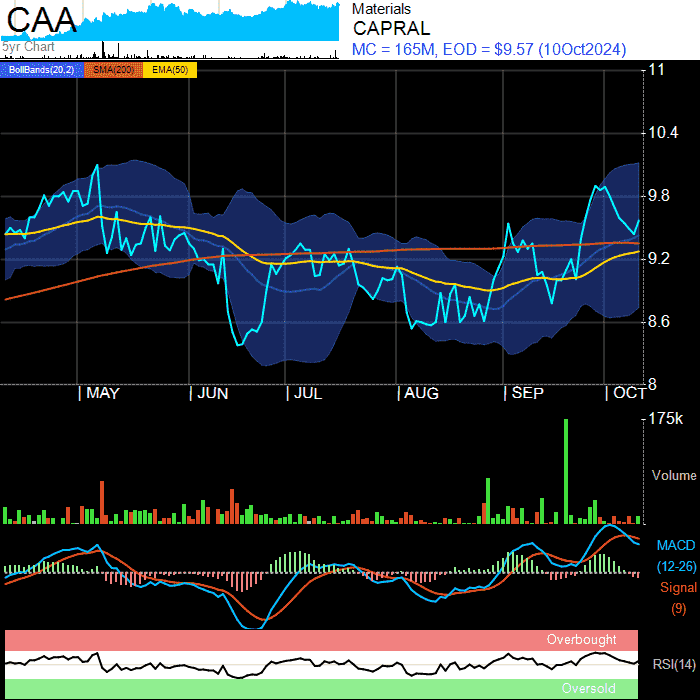 CAA
5yr Chart
Materials
CAPRAL
MC = 165M, EOD = $9.57 (10Oct2024)
BollBands(20,2) SMA(200) EMA(50)
11
10.4
9.8
9.2
8.6
8
MAY JUN JUL AUG SEP OCT
175k
Volume
MACD
(12-26)
Signal
(9)
Overbought
RSI(14)
Oversold